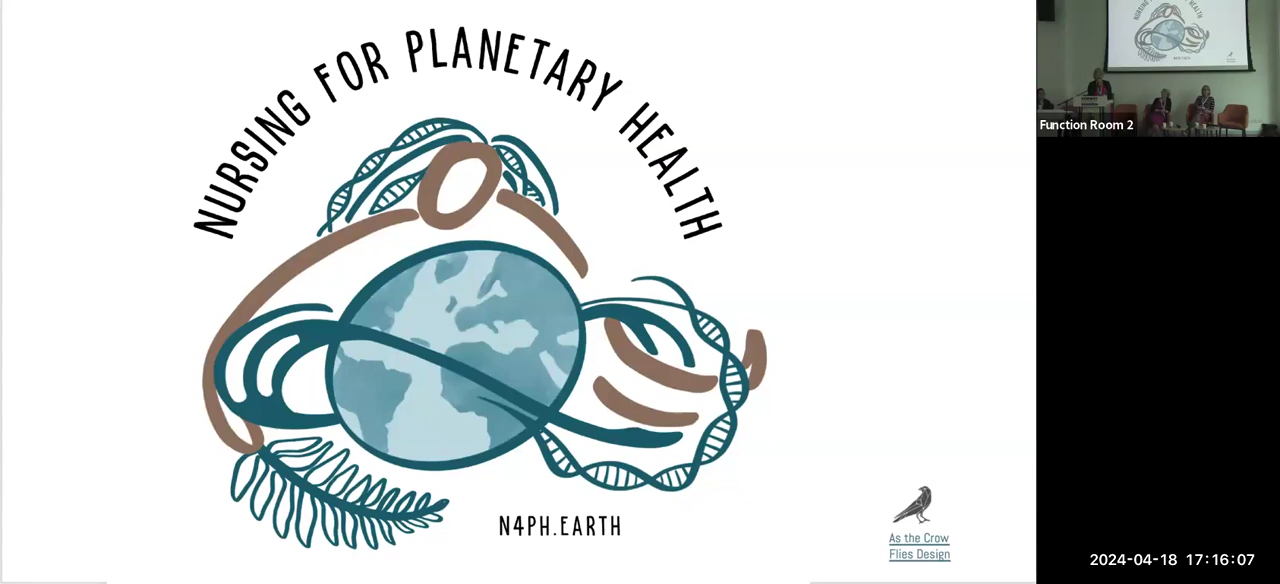 NURSING FOR PLANETARY HEALTH
N4PH.EARTH
As the Crow
Flies Design
Function Room 2
2024-04-18 17:16:07